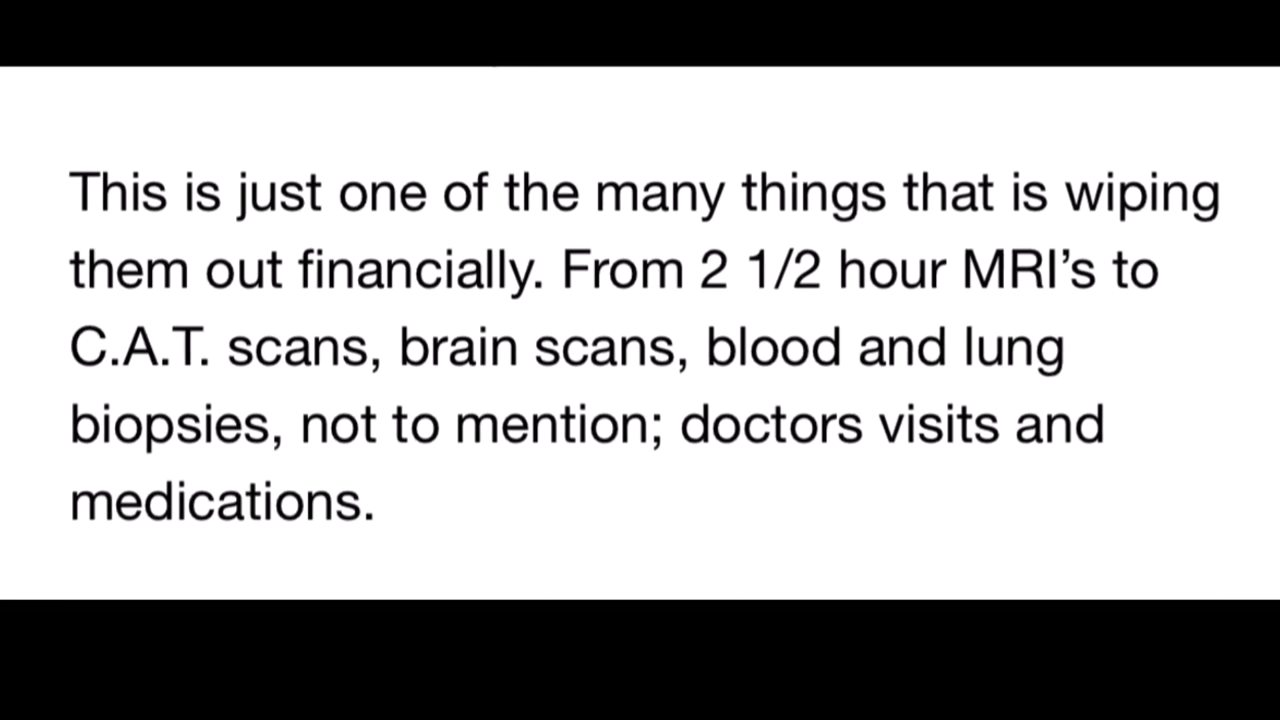 This is just one of the many things that is wiping
them out financially. From 2 1/2 hour MRI’s to
C.A.T. scans, brain scans, blood and lung
biopsies, not to mention; doctors visits and
medications.